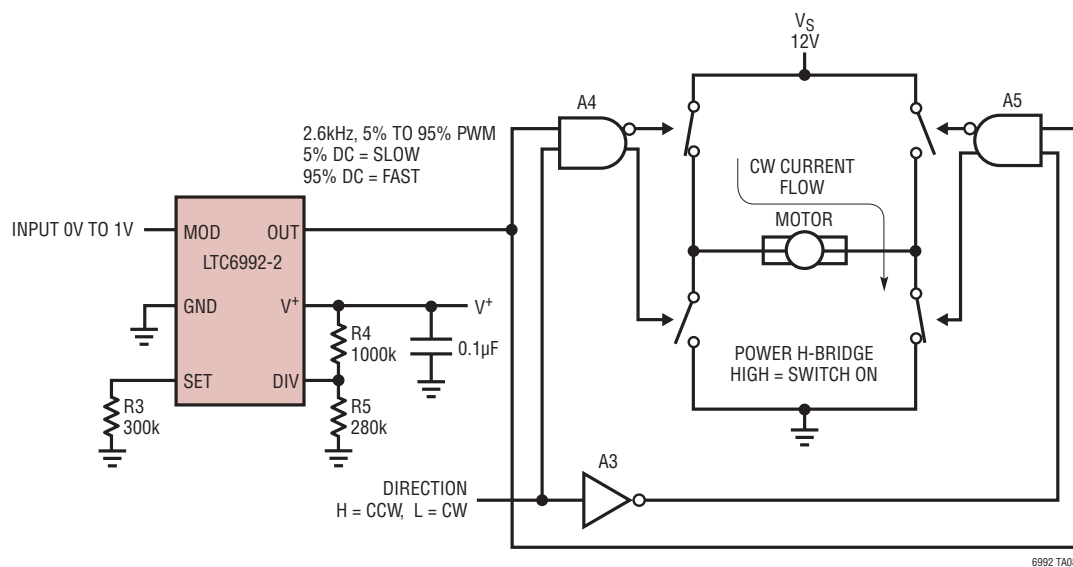 V_S
12V
A4
A5
2.6kHz, 5% TO 95% PWM
5% DC = SLOW
95% DC = FAST
CW CURRENT
FLOW
MOTOR
INPUT 0V TO 1V
MOD
OUT
LTC6992-2
GND
V+
V+
R4
1000k
0.1μF
SET
DIV
R3
300k
R5
280k
POWER H-BRIDGE
HIGH = SWITCH ON
A3
DIRECTION
H = CCW, L = CW